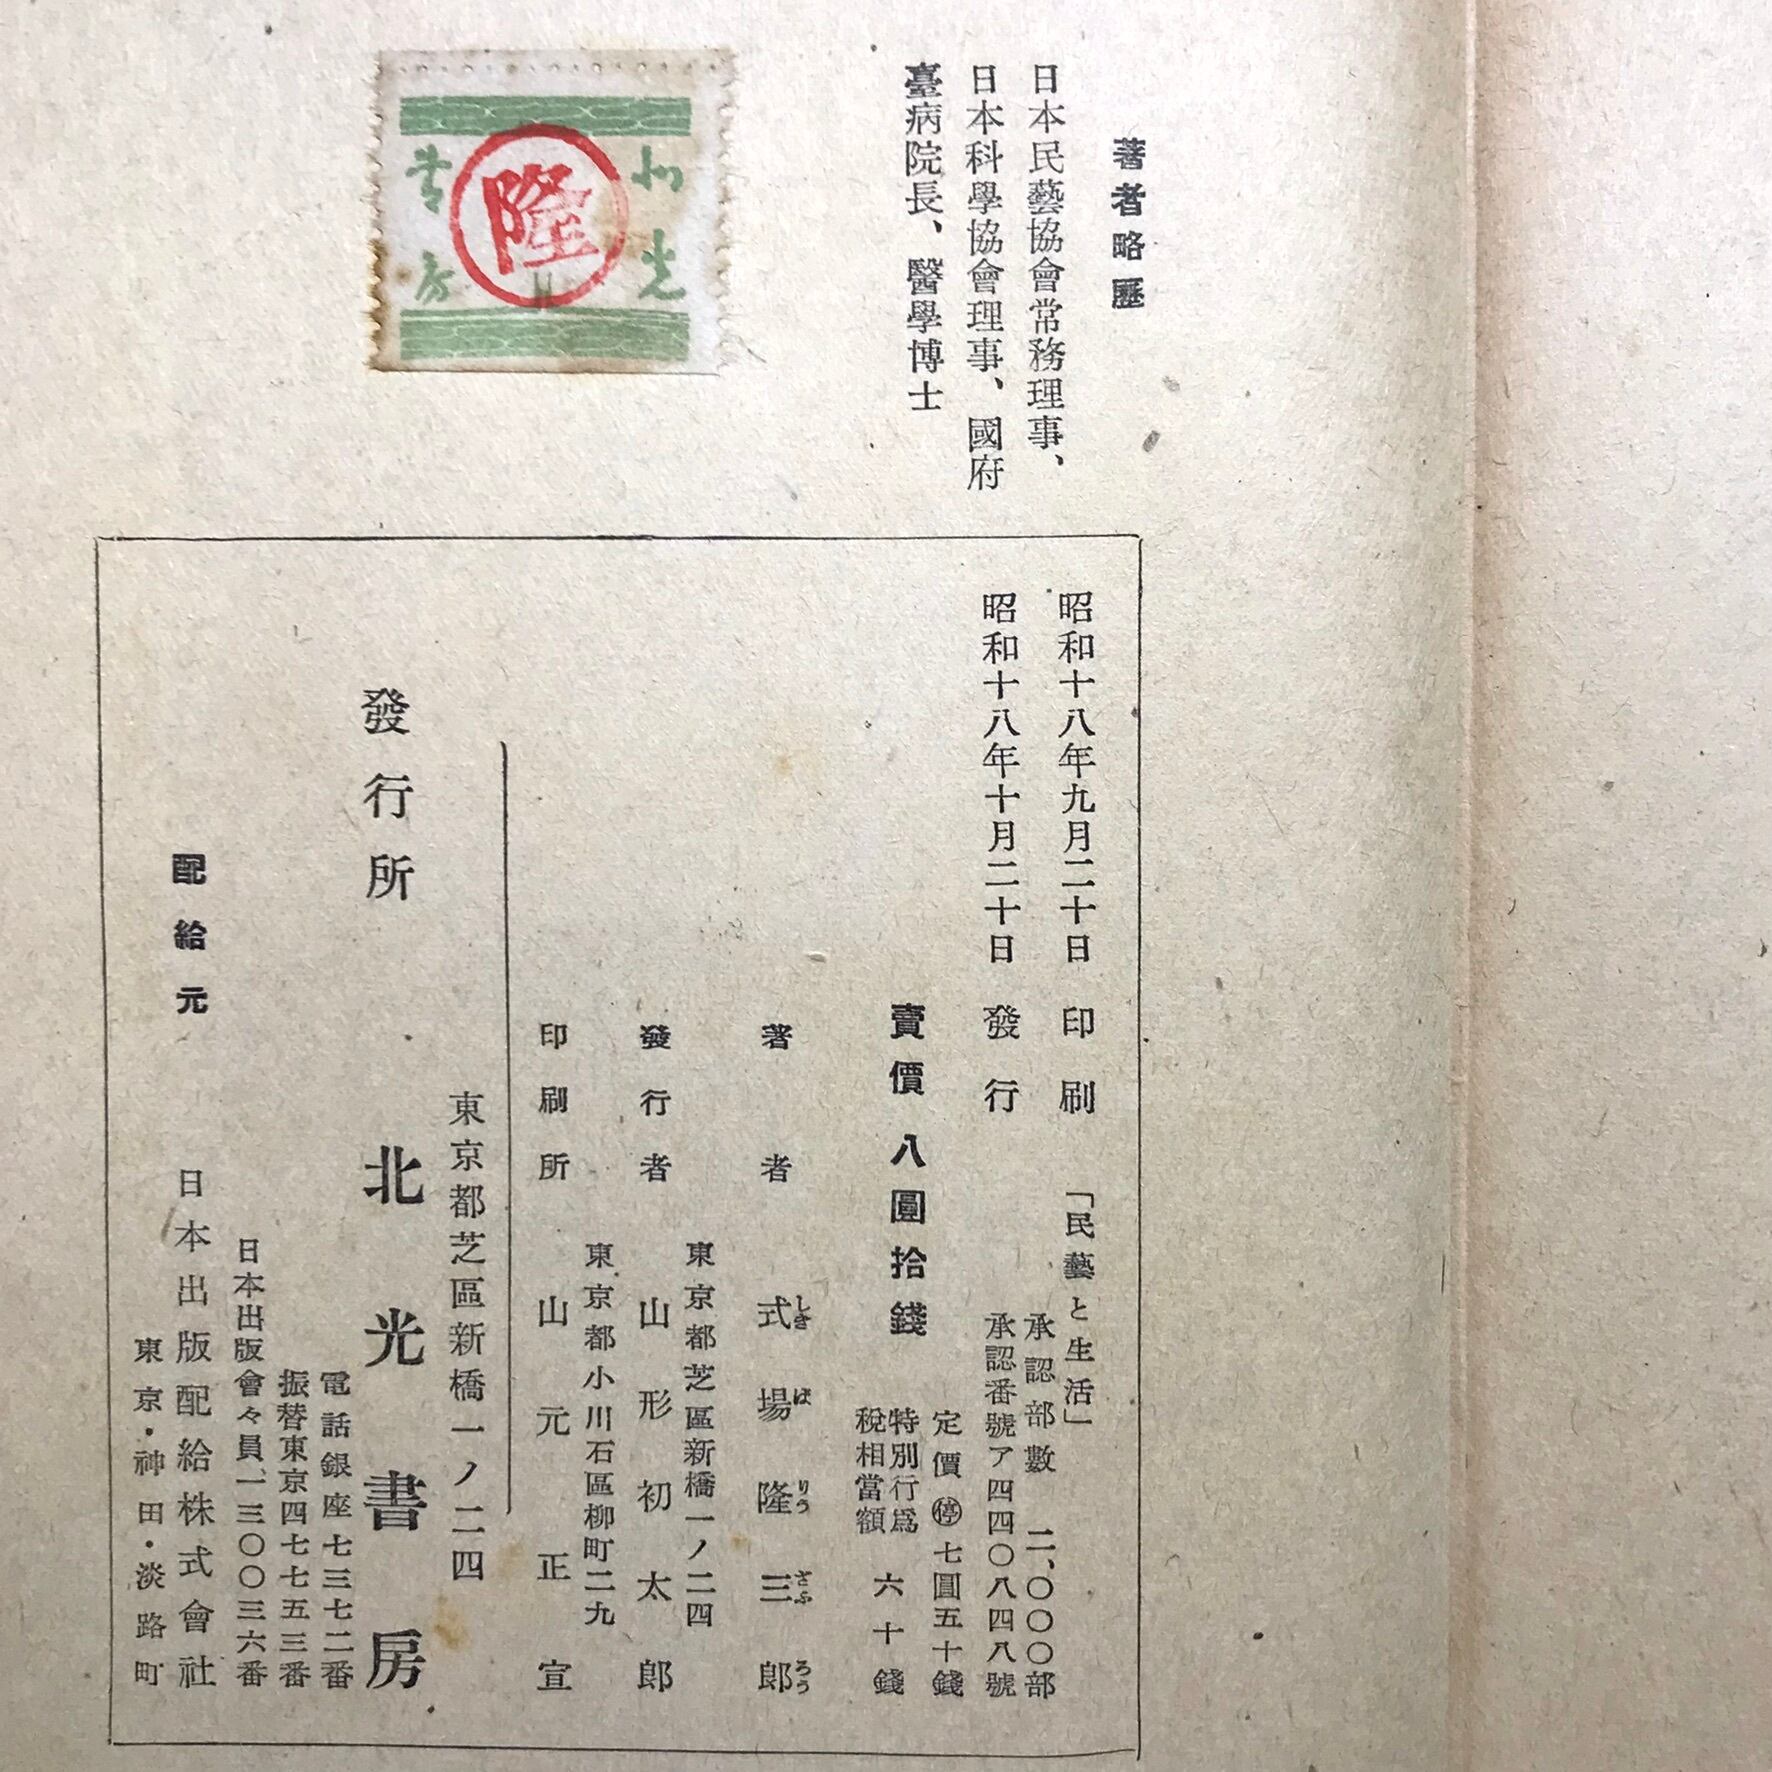 著者略歷
日本民藝協會常務理事、
日本科學協會理事、國府
臺病院長、醫學博士
北光
書房
隆
昭和十八年九月二十日 印刷
昭和十八年十月二十日 發行
「民藝と生活」
承認部數 二、〇〇〇部
承認番號ア四四〇八四八號
定價㊡七圓五十錢
賣價八圓拾錢
特別行爲
稅相當額 六十錢
著者 式場隆三郎
しきばりうざぶろう
東京都芝區新橋一ノ二四
發行者 山形初太郎
東京都小川石區柳町二九
印刷所 山元正宣
東京都芝區新橋一ノ二四
發行所 北光書房
電話銀座七三七二番
振替東京四七七五三番
日本出版會々員一三〇〇三六番
配給元 日本出版配給株式會社
東京・神田・淡路町